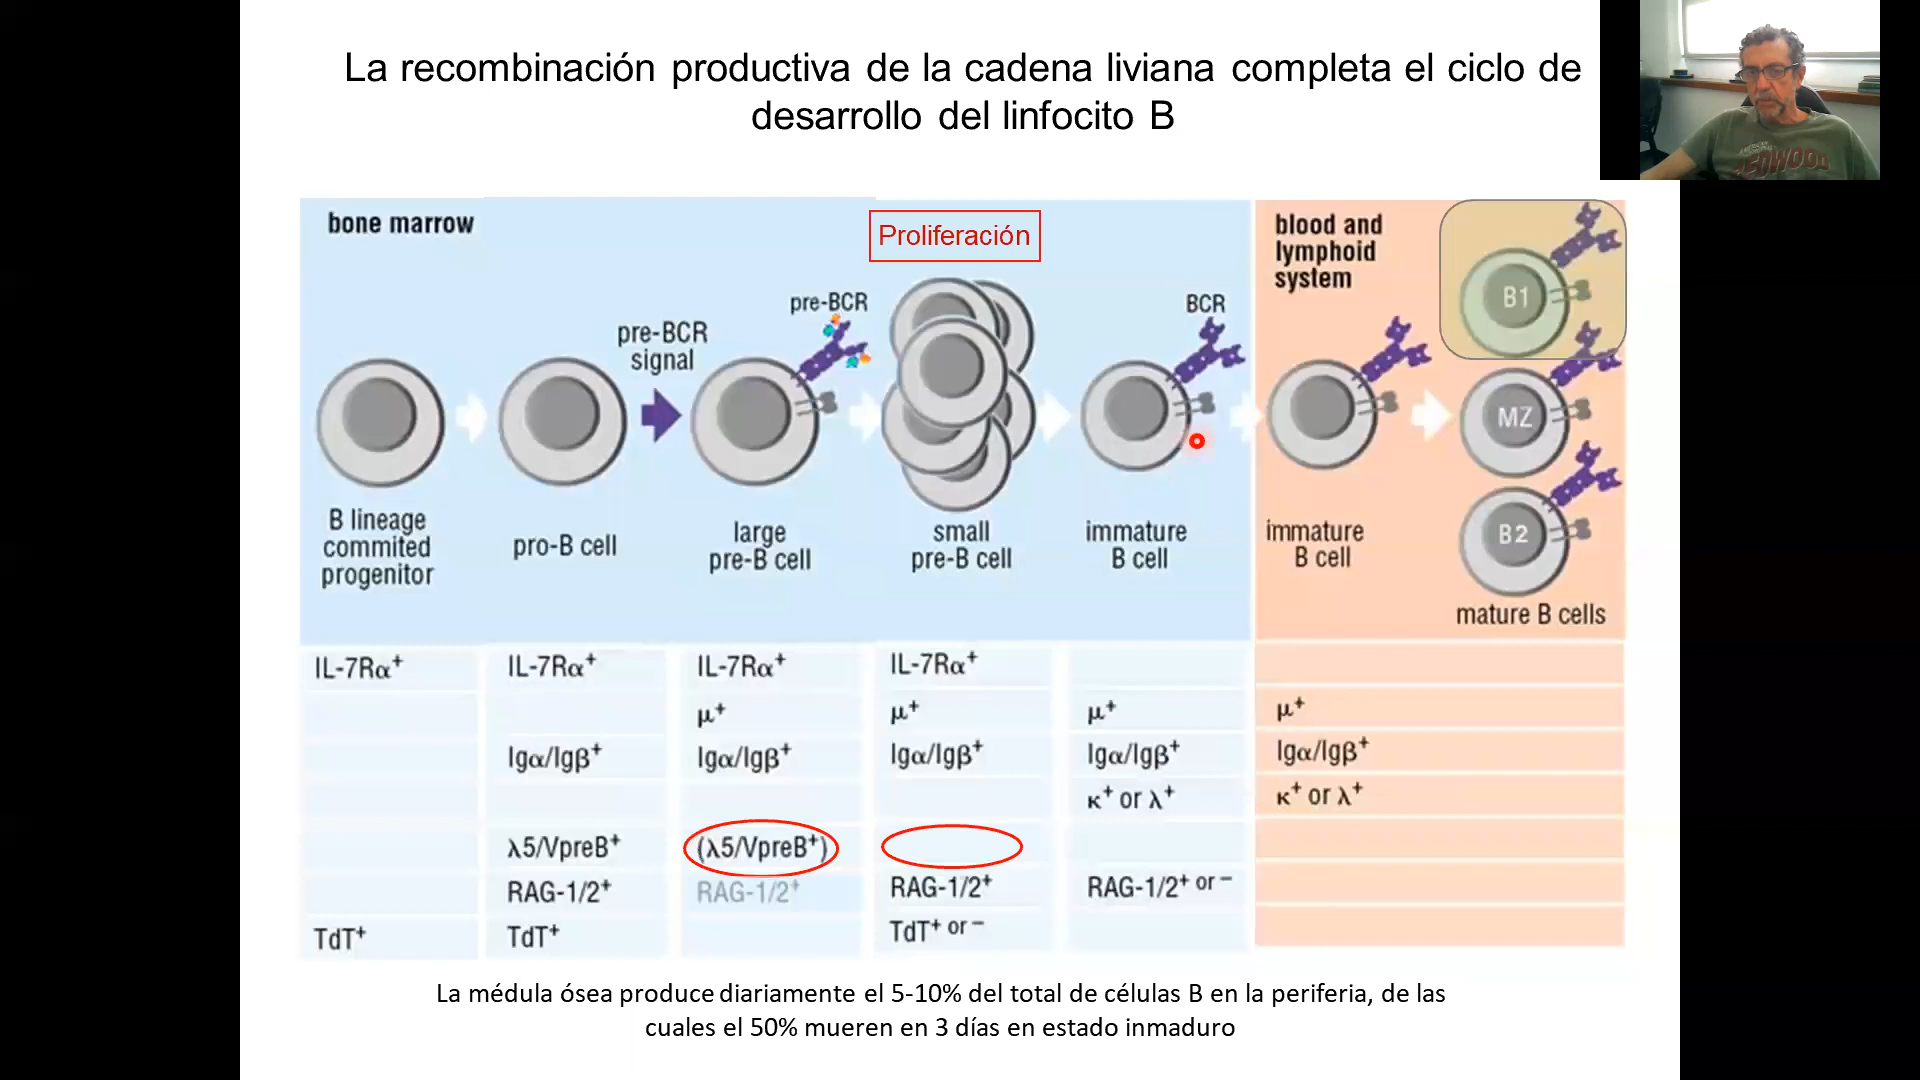 La recombinación productiva de la cadena liviana completa el ciclo de
desarrollo del linfocito B
REDWOOD
bone marrow
Proliferación
blood and
lymphoid
system
B1
pre-BCR
BCR
pre-BCR
signal
MZ
B2
B lineage
commited
progenitor
pro-B cell
large
pre-B cell
small
pre-B cell
immature
B cell
immature
B cell
mature B cells
IL-7Rα⁺ IL-7Rα⁺ IL-7Rα⁺ IL-7Rα⁺
μ⁺ μ⁺ μ⁺ μ⁺
Igα/Igβ⁺ Igα/Igβ⁺ Igα/Igβ⁺ Igα/Igβ⁺ Igα/Igβ⁺
κ⁺ or λ⁺ κ⁺ or λ⁺
λ5/VpreB⁺ (λ5/VpreB⁺)
RAG-1/2⁺ RAG-1/2⁺ RAG-1/2⁺ RAG-1/2⁺ or −
TdT⁺ TdT⁺ TdT⁺ or −
La médula ósea produce diariamente el 5-10% del total de células B en la periferia, de las
cuales el 50% mueren en 3 días en estado inmaduro